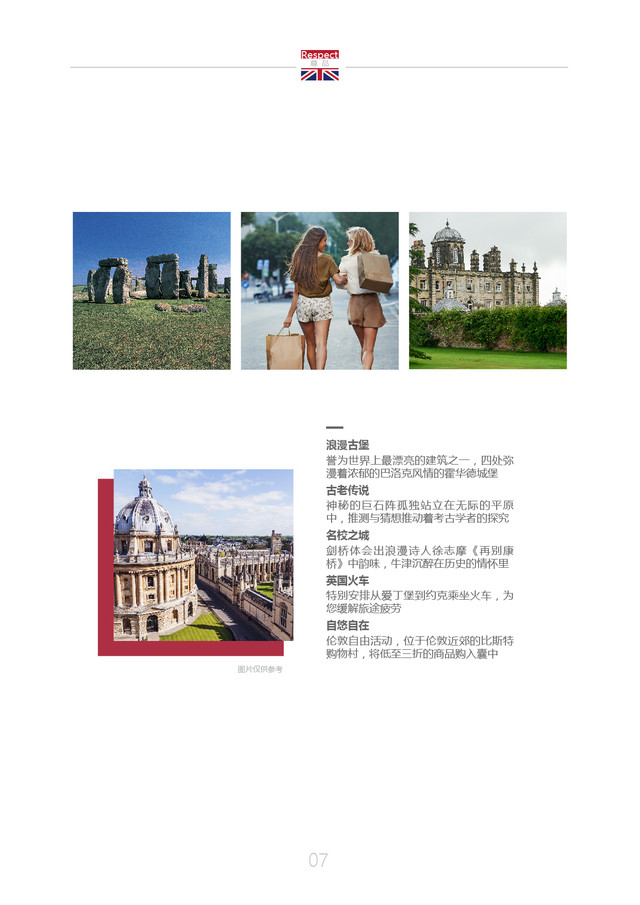 Respect
尊 品
浪漫古堡
誉为世界上最漂亮的建筑之一，四处弥
漫着浓郁的巴洛克风情的霍华德城堡
古老传说
神秘的巨石阵孤独站立在无际的平原
中，推测与猜想推动着考古学者的探究
名校之城
剑桥体会出浪漫诗人徐志摩《再别康
桥》中韵味，牛津沉醉在历史的情怀里
英国火车
特别安排从爱丁堡到约克乘坐火车，为
您缓解旅途疲劳
自悠自在
伦敦自由活动，位于伦敦近郊的比斯特
购物村，将低至三折的商品购入囊中
图片仅供参考
07